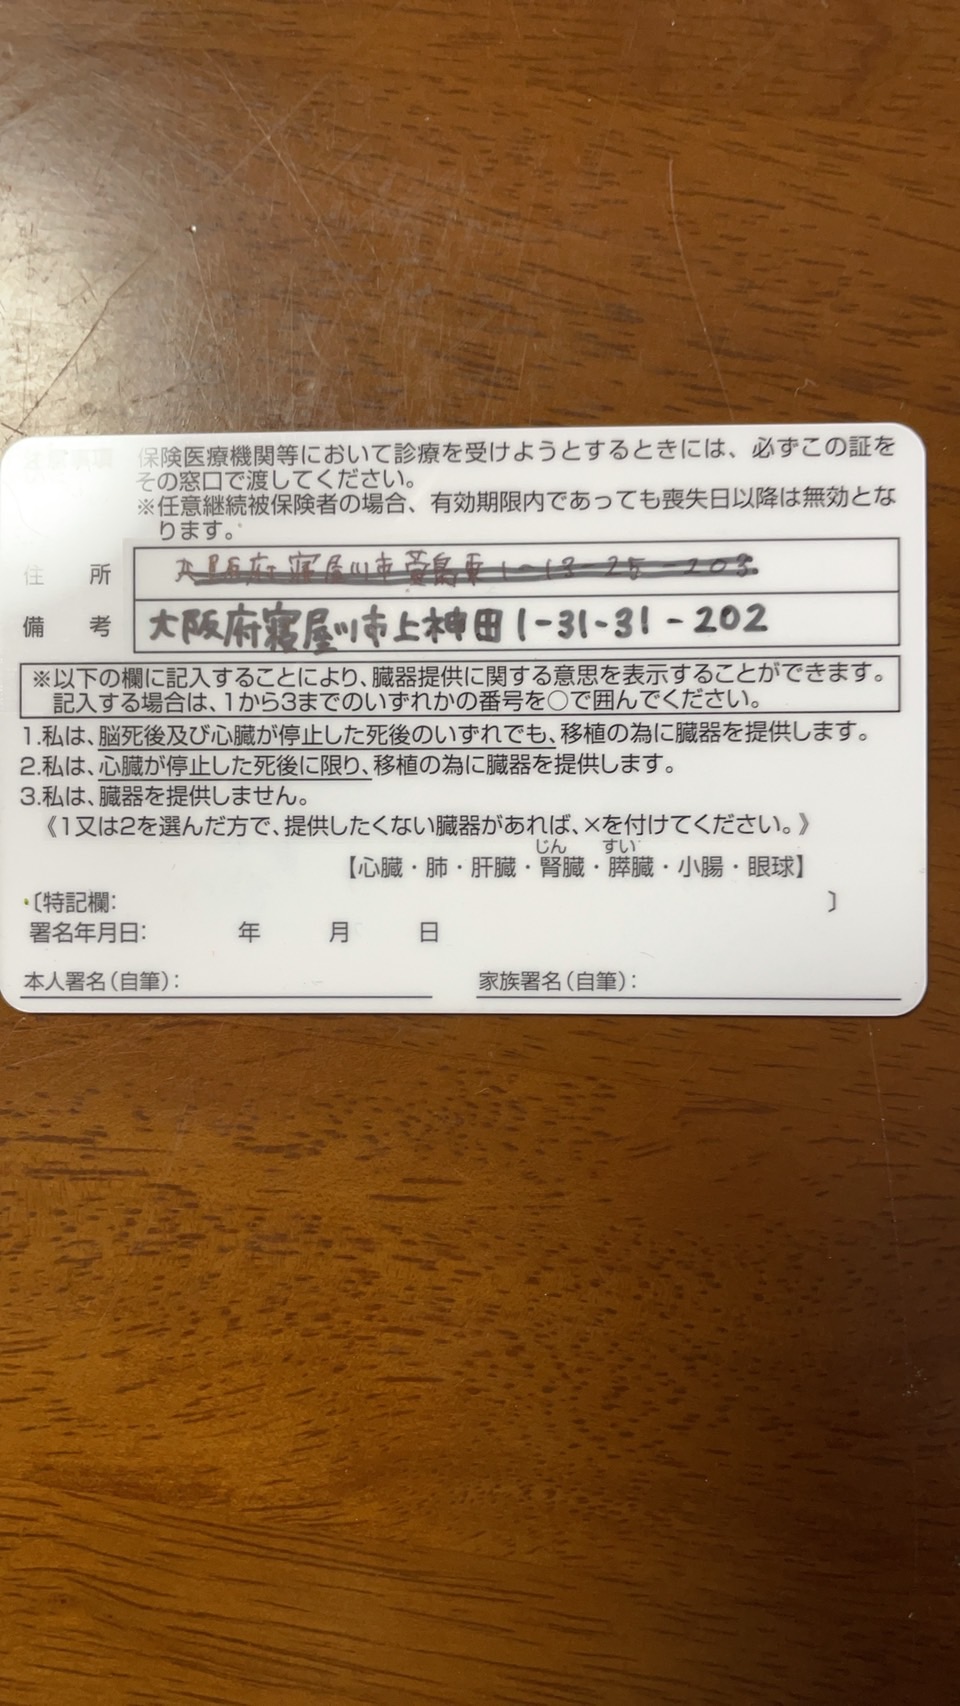 保険医療機関等において診療を受けようとするときには、必ずこの証を
その窓口で渡してください。
※任意継続被保険者の場合、有効期限内であっても喪失日以降は無効とな
ります。
住所 大阪府寝屋川市萱島東1-13-25-203
備考 大阪府寝屋川市上神田1-31-31-202
※以下の欄に記入することにより、臓器提供に関する意思を表示することができます。
記入する場合は、1から3までのいずれかの番号を○で囲んでください。
1.私は、脳死後及び心臓が停止した死後のいずれでも、移植の為に臓器を提供します。
2.私は、心臓が停止した死後に限り、移植の為に臓器を提供します。
3.私は、臓器を提供しません。
《1又は2を選んだ方で、提供したくない臓器があれば、×を付けてください。》
じん すい
【心臓・肺・肝臓・腎臓・膵臓・小腸・眼球】
〔特記欄: 〕
署名年月日: 年 月 日
本人署名(自筆): 家族署名(自筆):